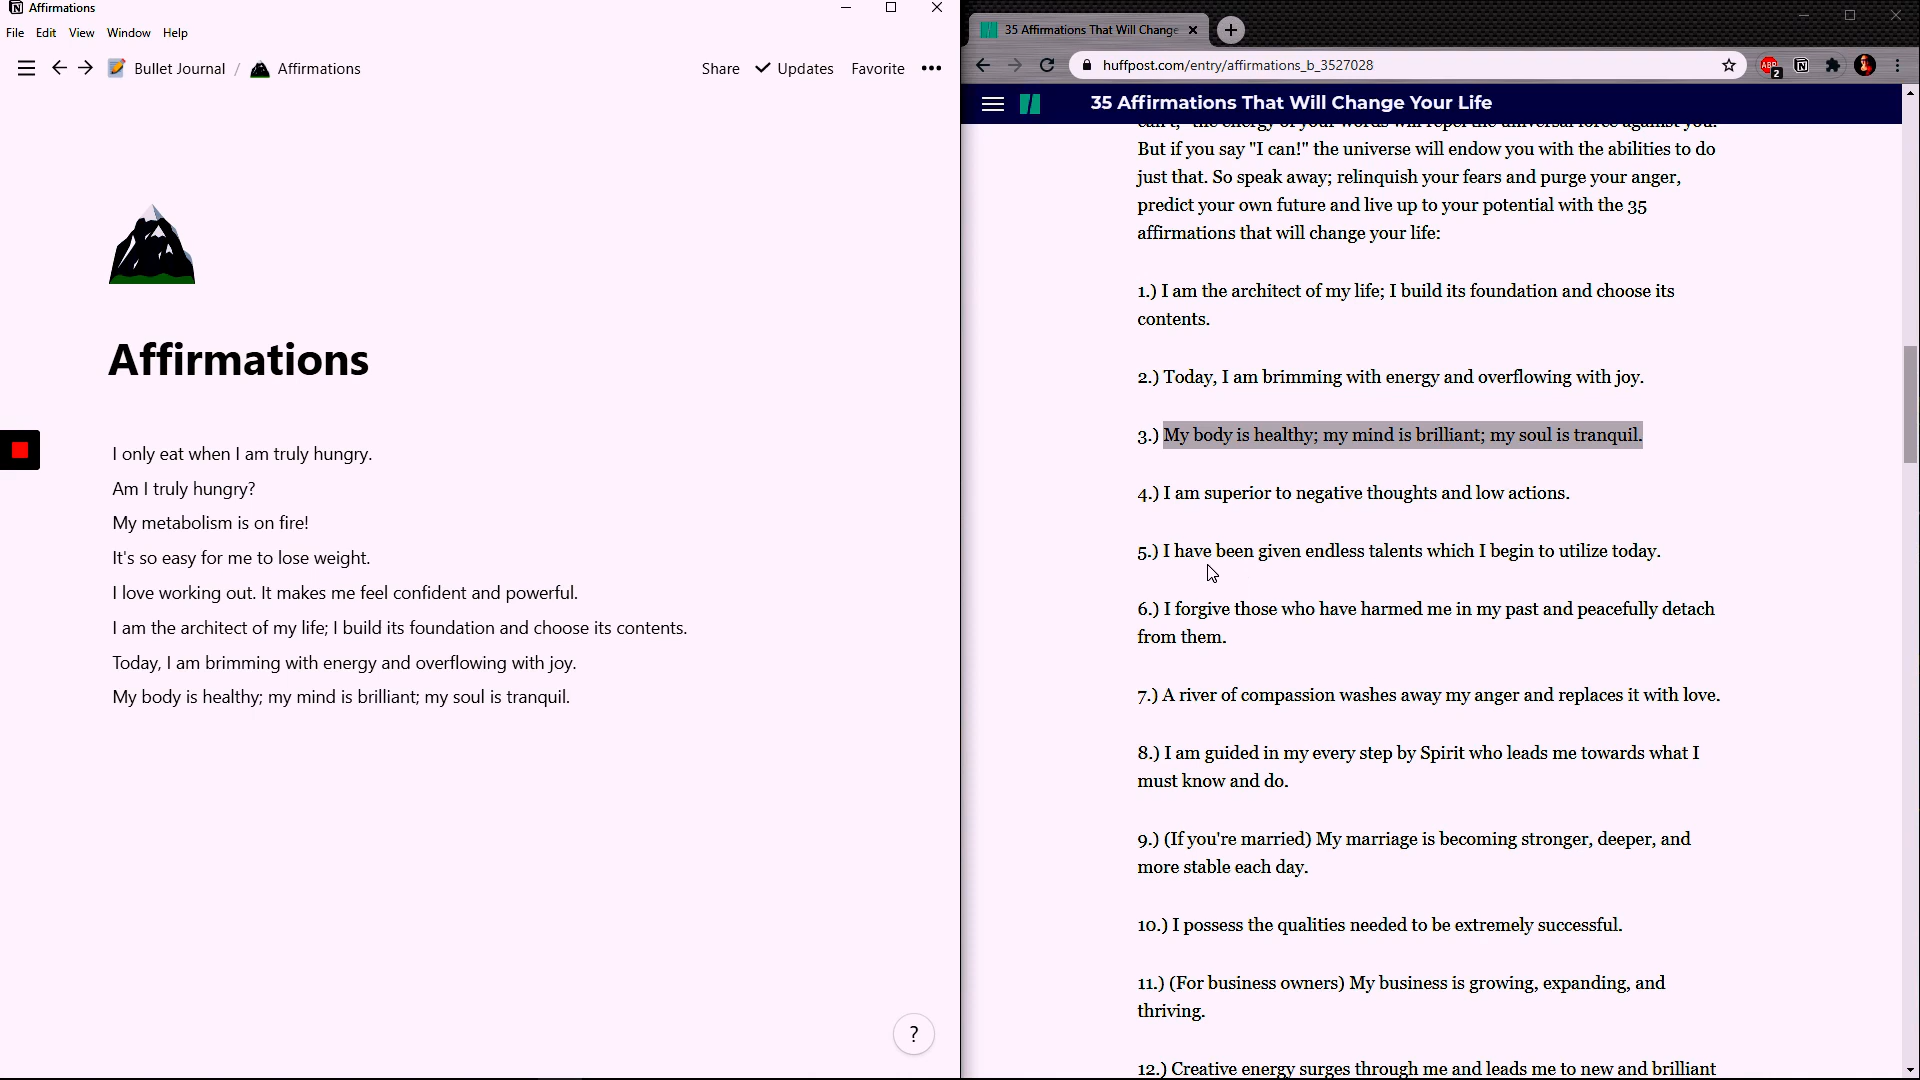 Affirmations
File Edit View Window Help
Bullet Journal / Affirmations
Share Updates Favorite
Affirmations
I only eat when I am truly hungry.
Am I truly hungry?
My metabolism is on fire!
It's so easy for me to lose weight.
I love working out. It makes me feel confident and powerful.
I am the architect of my life; I build its foundation and choose its contents.
Today, I am brimming with energy and overflowing with joy.
My body is healthy; my mind is brilliant; my soul is tranquil.
?
35 Affirmations That Will Change
huffpost.com/entry/affirmations_b_3527028
ABP
2
35 Affirmations That Will Change Your Life
can't," the energy of your words will repel the universal force against you.
But if you say "I can!" the universe will endow you with the abilities to do
just that. So speak away; relinquish your fears and purge your anger,
predict your own future and live up to your potential with the 35
affirmations that will change your life:
1.) I am the architect of my life; I build its foundation and choose its
contents.
2.) Today, I am brimming with energy and overflowing with joy.
3.) My body is healthy; my mind is brilliant; my soul is tranquil.
4.) I am superior to negative thoughts and low actions.
5.) I have been given endless talents which I begin to utilize today.
6.) I forgive those who have harmed me in my past and peacefully detach
from them.
7.) A river of compassion washes away my anger and replaces it with love.
8.) I am guided in my every step by Spirit who leads me towards what I
must know and do.
9.) (If you're married) My marriage is becoming stronger, deeper, and
more stable each day.
10.) I possess the qualities needed to be extremely successful.
11.) (For business owners) My business is growing, expanding, and
thriving.
12.) Creative energy surges through me and leads me to new and brilliant